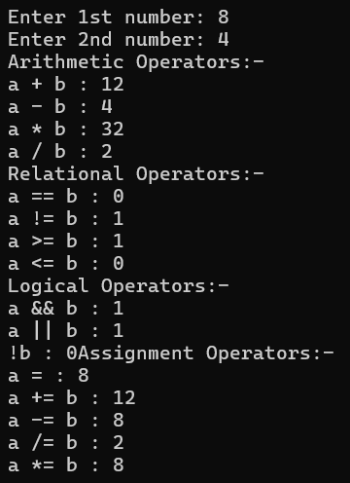 Enter 1st number: 8
Enter 2nd number: 4
Arithmetic Operators:-
a + b : 12
a - b : 4
a * b : 32
a / b : 2
Relational Operators:-
a == b : 0
a != b : 1
a >= b : 1
a <= b : 0
Logical Operators:-
a && b : 1
a || b : 1
!b : 0Assignment Operators:-
a = : 8
a += b : 12
a -= b : 8
a /= b : 2
a *= b : 8